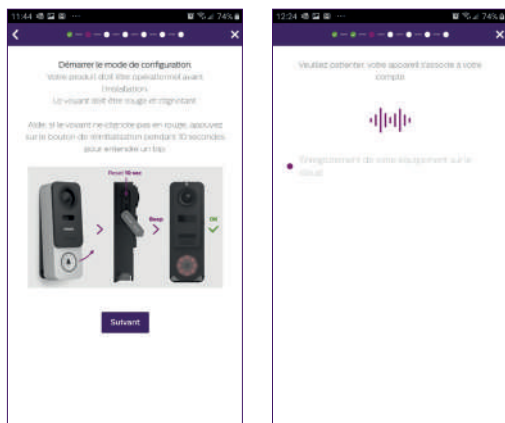 11:44
74%
Démarrer le mode de configuration.
Votre produit doit être opérationnel avant
l'installation.
Le voyant doit être rouge et clignotant.
Aide, si le voyant ne clignote pas en rouge, appuyez
sur le bouton de réinitialisation pendant 10 secondes
pour entendre un bip.
Reset 10 sec
Beep
OK
Suivant
12:24
74%
Veuillez patienter, votre appareil s'associe à votre
compte.
Enregistrement de votre équipement sur le
cloud